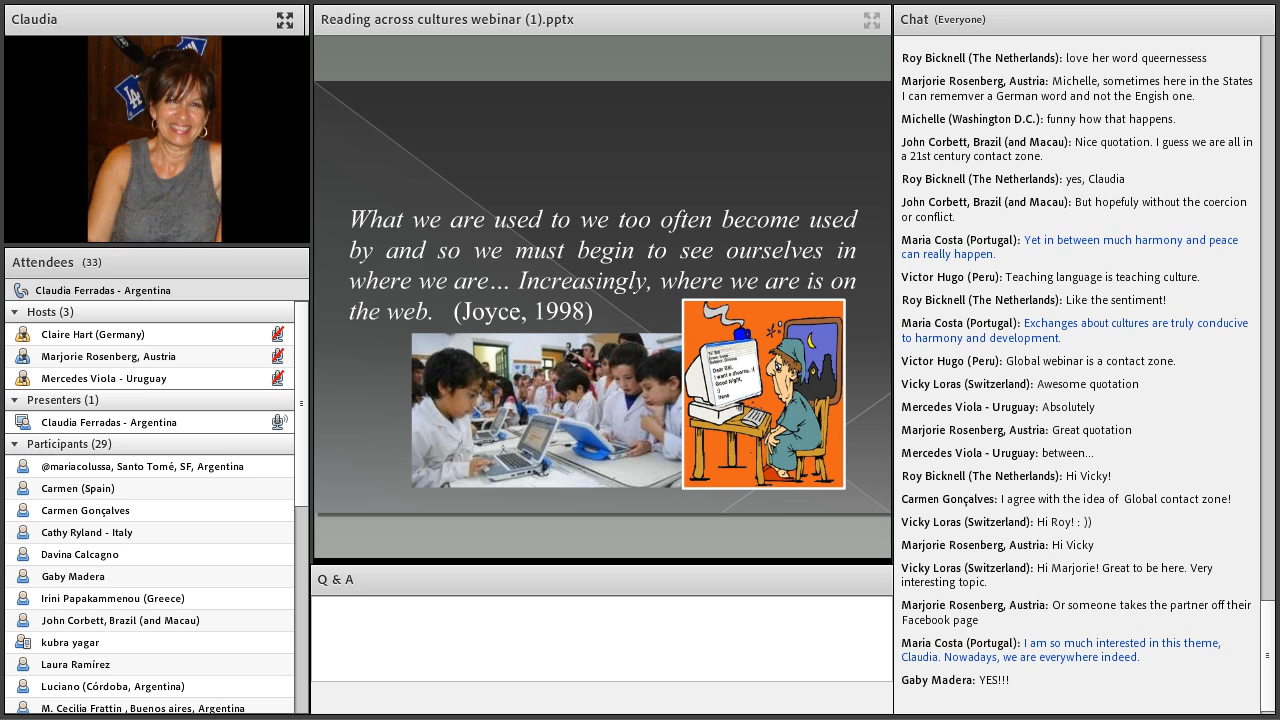 Claudia
LA
Attendees (33)
Claudia Ferradas - Argentina
Hosts (3)
Claire Hart (Germany)
Marjorie Rosenberg, Austria
Mercedes Viola - Uruguay
Presenters (1)
Claudia Ferradas - Argentina
Participants (29)
@mariacolussa, Santo Tomé, SF, Argentina
Carmen (Spain)
Carmen Gonçalves
Cathy Ryland - Italy
Davina Calcagno
Gaby Madera
Irini Papakammenou (Greece)
John Corbett, Brazil (and Macau)
kubra yagar
Laura Ramírez
Luciano (Córdoba, Argentina)
M. Cecilia Frattin , Buenos aires, Argentina
Reading across cultures webinar (1).pptx
What we are used to we too often become used
by and so we must begin to see ourselves in
where we are... Increasingly, where we are is on
the web. (Joyce, 1998)
Dear Bill,
I want a divorce. :(
Good Night,
:)
Irene
Q & A
Chat (Everyone)
Roy Bicknell (The Netherlands): love her word queernessess
Marjorie Rosenberg, Austria: Michelle, sometimes here in the States
I can rememver a German word and not the Engish one.
Michelle (Washington D.C.): funny how that happens.
John Corbett, Brazil (and Macau): Nice quotation. I guess we are all in
a 21st century contact zone.
Roy Bicknell (The Netherlands): yes, Claudia
John Corbett, Brazil (and Macau): But hopefully without the coercion
or conflict.
Maria Costa (Portugal): Yet in between much harmony and peace
can really happen.
Victor Hugo (Peru): Teaching language is teaching culture.
Roy Bicknell (The Netherlands): Like the sentiment!
Maria Costa (Portugal): Exchanges about cultures are truly conducive
to harmony and development.
Victor Hugo (Peru): Global webinar is a contact zone.
Vicky Loras (Switzerland): Awesome quotation
Mercedes Viola - Uruguay: Absolutely
Marjorie Rosenberg, Austria: Great quotation
Mercedes Viola - Uruguay: between...
Roy Bicknell (The Netherlands): Hi Vicky!
Carmen Gonçalves: I agree with the idea of Global contact zone!
Vicky Loras (Switzerland): Hi Roy! : ))
Marjorie Rosenberg, Austria: Hi Vicky
Vicky Loras (Switzerland): Hi Marjorie! Great to be here. Very
interesting topic.
Marjorie Rosenberg, Austria: Or someone takes the partner off their
Facebook page
Maria Costa (Portugal): I am so much interested in this theme,
Claudia. Nowadays, we are everywhere indeed.
Gaby Madera: YES!!!